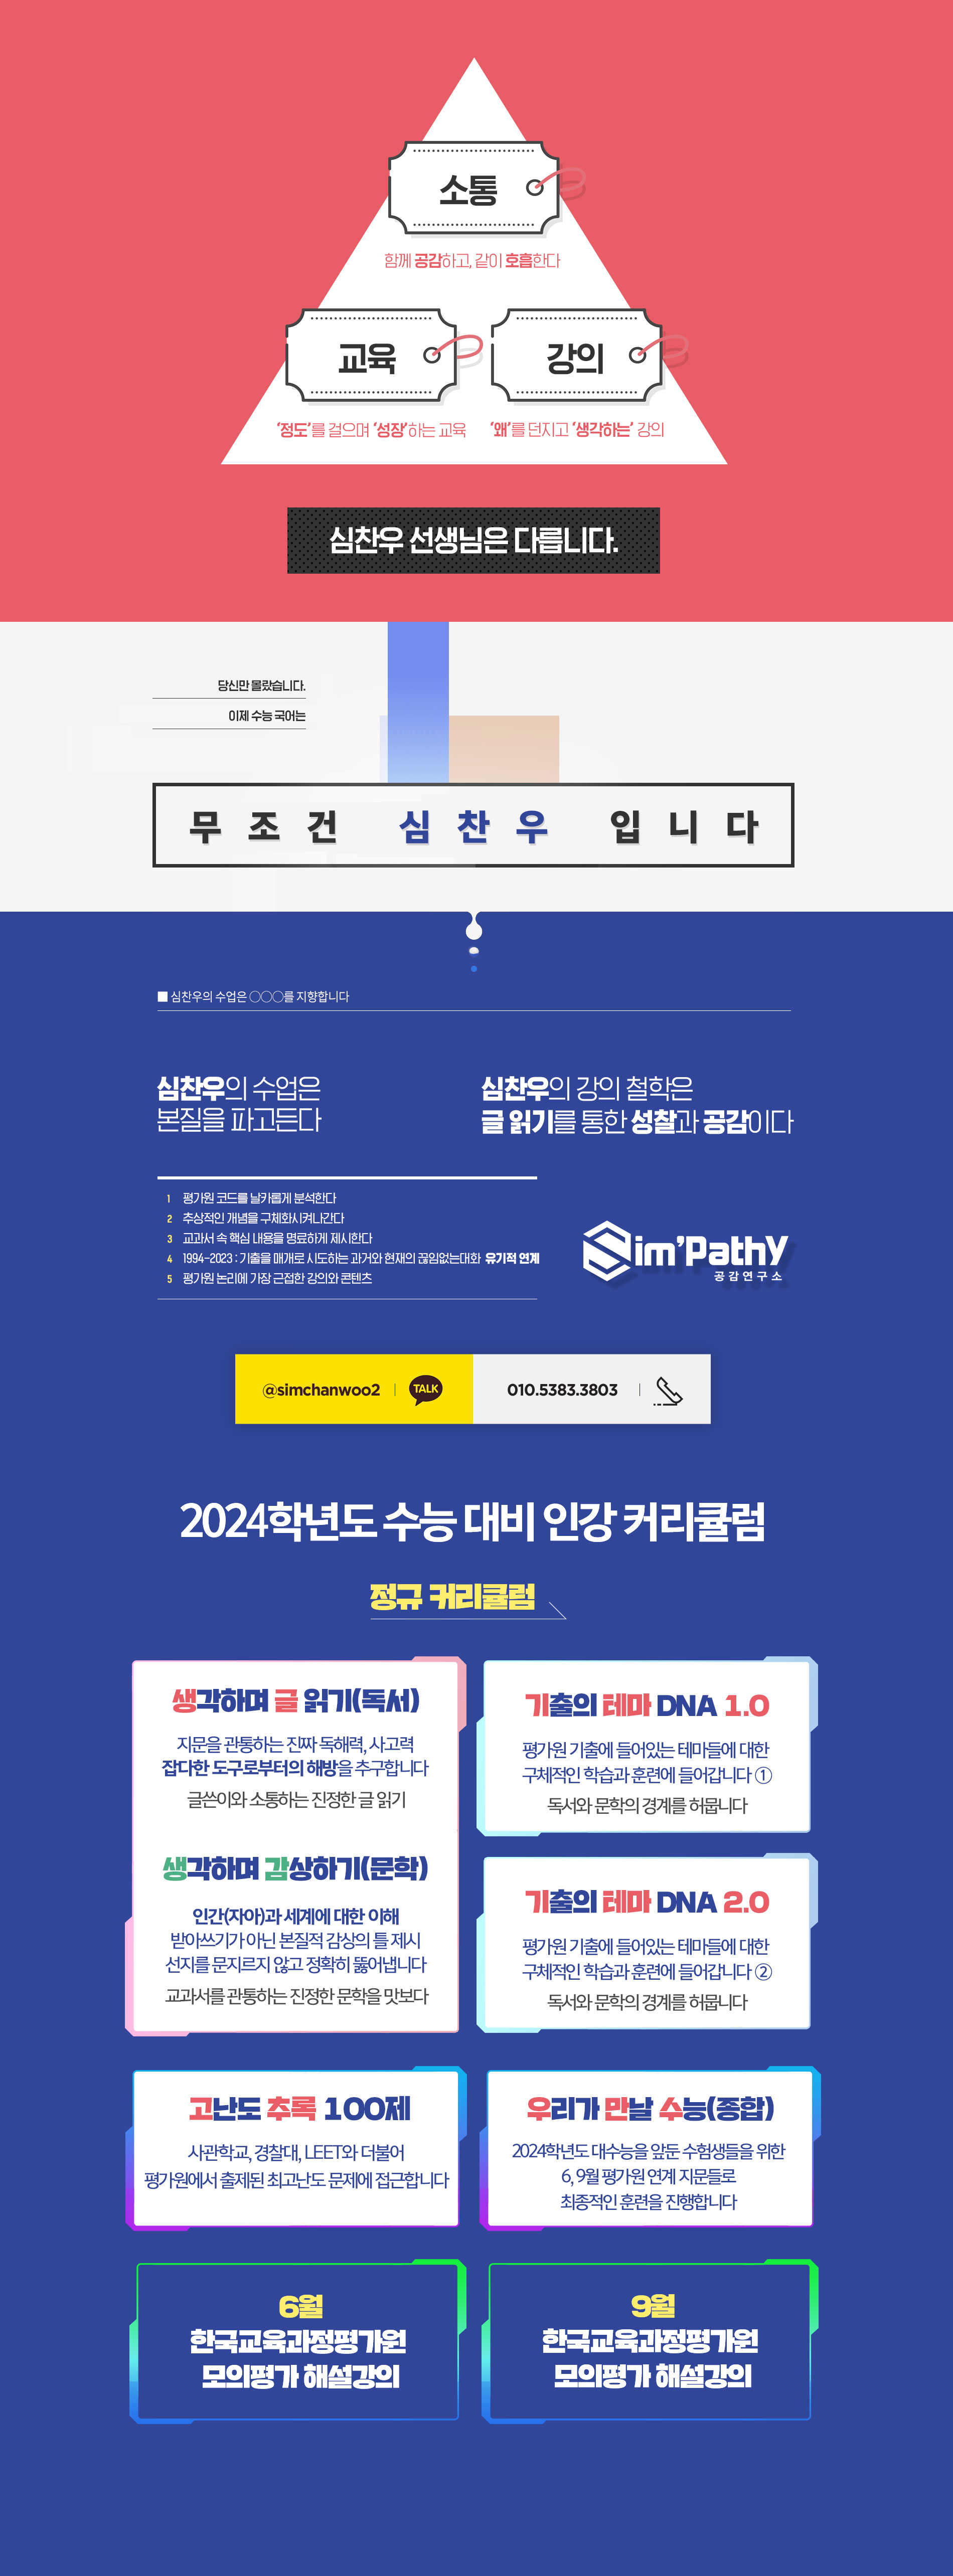 소통
함께 공감하고, 같이 호흡한다
교육
강의
‘정도’를 걸으며 ‘성장’하는 교육
‘왜’를 던지고 ‘생각하는’ 강의
심찬우 선생님은 다릅니다.
당신만 몰랐습니다.
이제 수능 국어는
무조건 심찬우 입니다
■ 심찬우의 수업은 ○○○를 지향합니다
심찬우의 수업은
본질을 파고든다
심찬우의 강의 철학은
글 읽기를 통한 성찰과 공감이다
1 평가원 코드를 날카롭게 분석한다
2 추상적인 개념을 구체화시켜나간다
3 교과서 속 핵심 내용을 명료하게 제시한다
4 1994-2023 : 기출을 매개로 시도하는 과거와 현재의 끊임없는대화 유기적 연계
5 평가원 논리에 가장 근접한 강의와 콘텐츠
Sim'Pathy
공감연구소
@simchanwoo2 | TALK
010.5383.3803 |
2024학년도 수능 대비 인강 커리큘럼
정규 커리큘럼
생각하며 글 읽기(독서)
지문을 관통하는 진짜 독해력, 사고력
잡다한 도구로부터의 해방을 추구합니다
글쓴이와 소통하는 진정한 글 읽기
생각하며 감상하기(문학)
인간(자아)과 세계에 대한 이해
받아쓰기가 아닌 본질적 감상의 틀 제시
선지를 문지르지 않고 정확히 뚫어냅니다
교과서를 관통하는 진정한 문학을 맛보다
기출의 테마 DNA 1.0
평가원 기출에 들어있는 테마들에 대한
구체적인 학습과 훈련에 들어갑니다 ①
독서와 문학의 경계를 허뭅니다
기출의 테마 DNA 2.0
평가원 기출에 들어있는 테마들에 대한
구체적인 학습과 훈련에 들어갑니다 ②
독서와 문학의 경계를 허뭅니다
고난도 추록 100제
사관학교, 경찰대, LEET와 더불어
평가원에서 출제된 최고난도 문제에 접근합니다
우리가 만날 수능(종합)
2024학년도 대수능을 앞둔 수험생들을 위한
6, 9월 평가원 연계 지문들로
최종적인 훈련을 진행합니다
6월
한국교육과정평가원
모의평가 해설강의
9월
한국교육과정평가원
모의평가 해설강의